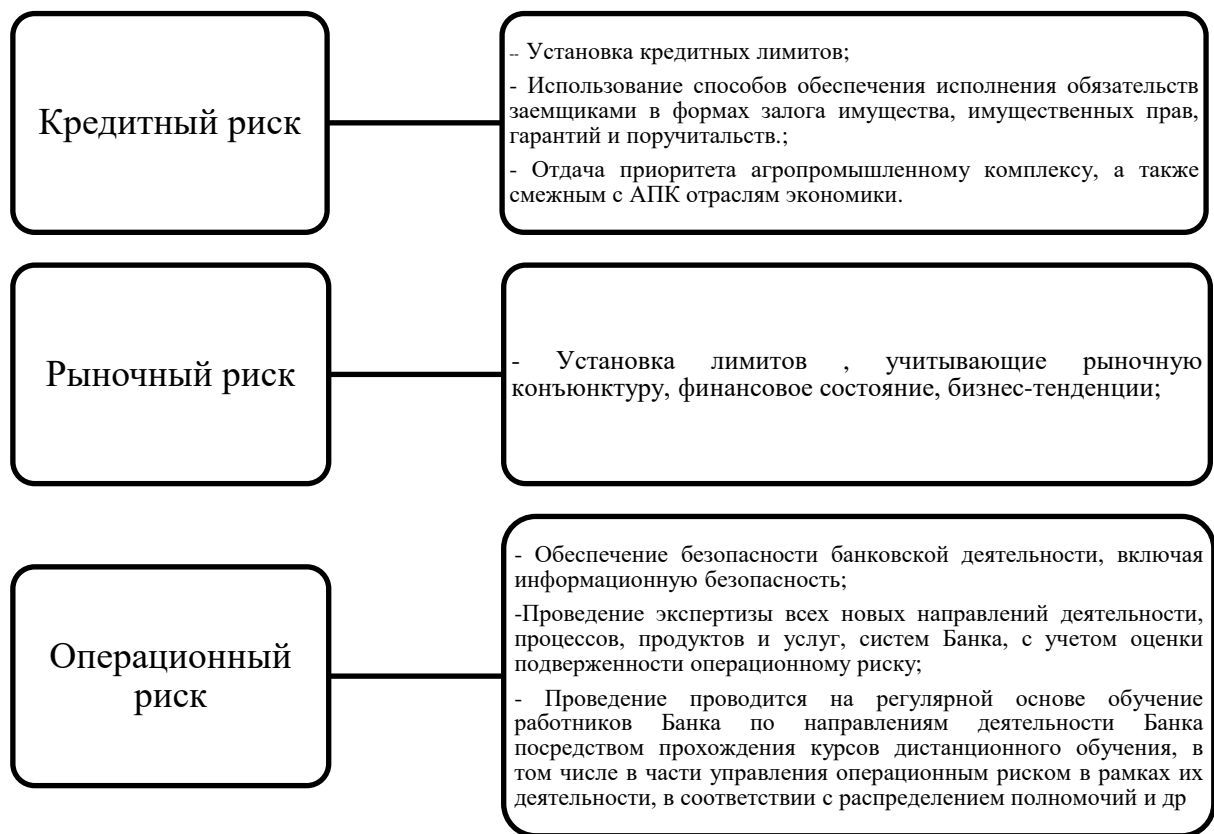 Кредитный риск
-- Установка кредитных лимитов;
- Использование способов обеспечения исполнения обязательств
заемщиками в формах залога имущества, имущественных прав,
гарантий и поручительств.;
- Отдача приоритета агропромышленному комплексу, а также
смежным с АПК отраслям экономики.
Рыночный риск
- Установка лимитов , учитывающие рыночную
конъюнктуру, финансовое состояние, бизнес-тенденции;
Операционный
риск
- Обеспечение безопасности банковской деятельности, включая
информационную безопасность;
-Проведение экспертизы всех новых направлений деятельности,
процессов, продуктов и услуг, систем Банка, с учетом оценки
подверженности операционному риску;
- Проведение проводится на регулярной основе обучение
работников Банка по направлениям деятельности Банка
посредством прохождения курсов дистанционного обучения, в
том числе в части управления операционным риском в рамках их
деятельности, в соответствии с распределением полномочий и др